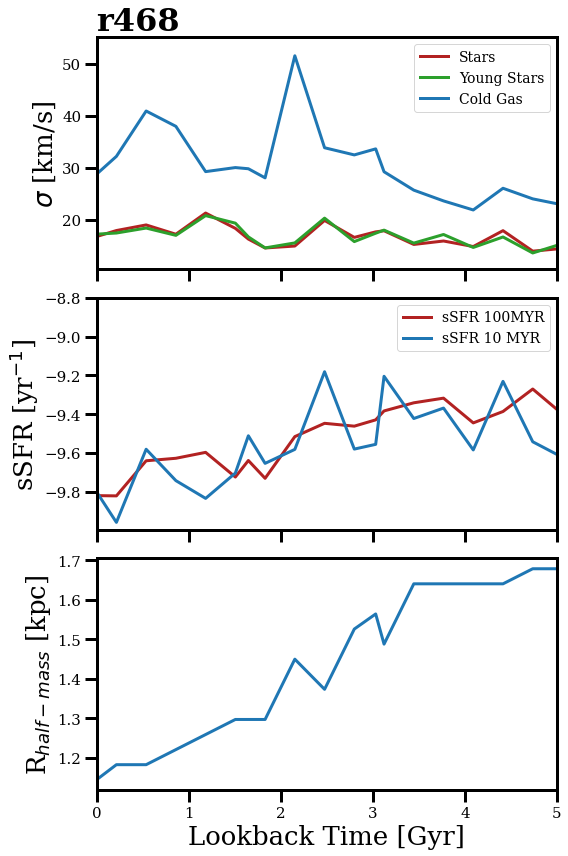 r468
σ [km/s]
50
40
30
20
Stars
Young Stars
Cold Gas
sSFR [yr⁻¹]
−8.8
−9.0
−9.2
−9.4
−9.6
−9.8
sSFR 100MYR
sSFR 10 MYR
R_half−mass [kpc]
1.7
1.6
1.5
1.4
1.3
1.2
0 1 2 3 4 5
Lookback Time [Gyr]